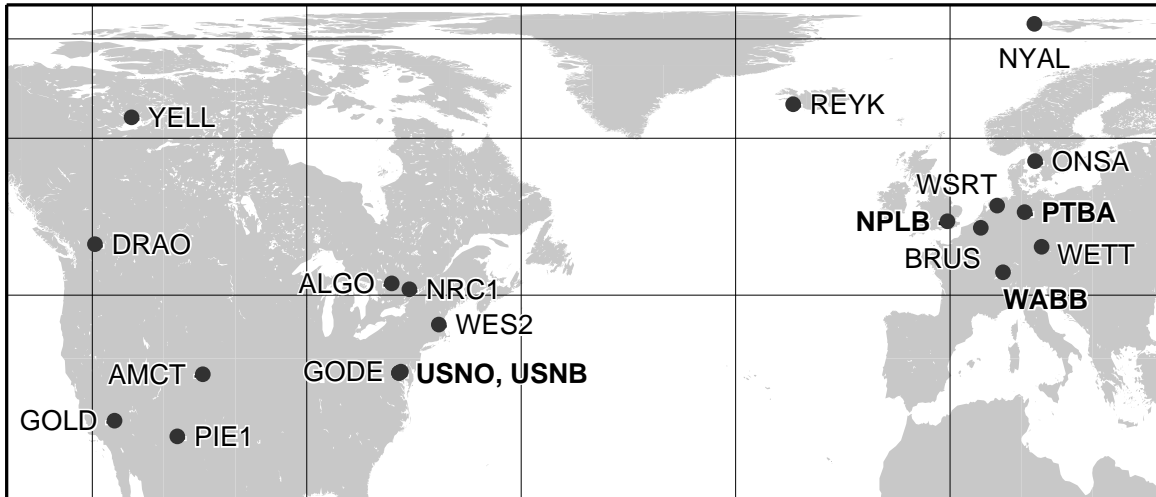 NYAL
YELL
REYK
ONSA
WSRT
NPLB
PTBA
DRAO
BRUS
WETT
ALGO
NRC1
WABB
WES2
AMCT
GODE
USNO, USNB
GOLD
PIE1